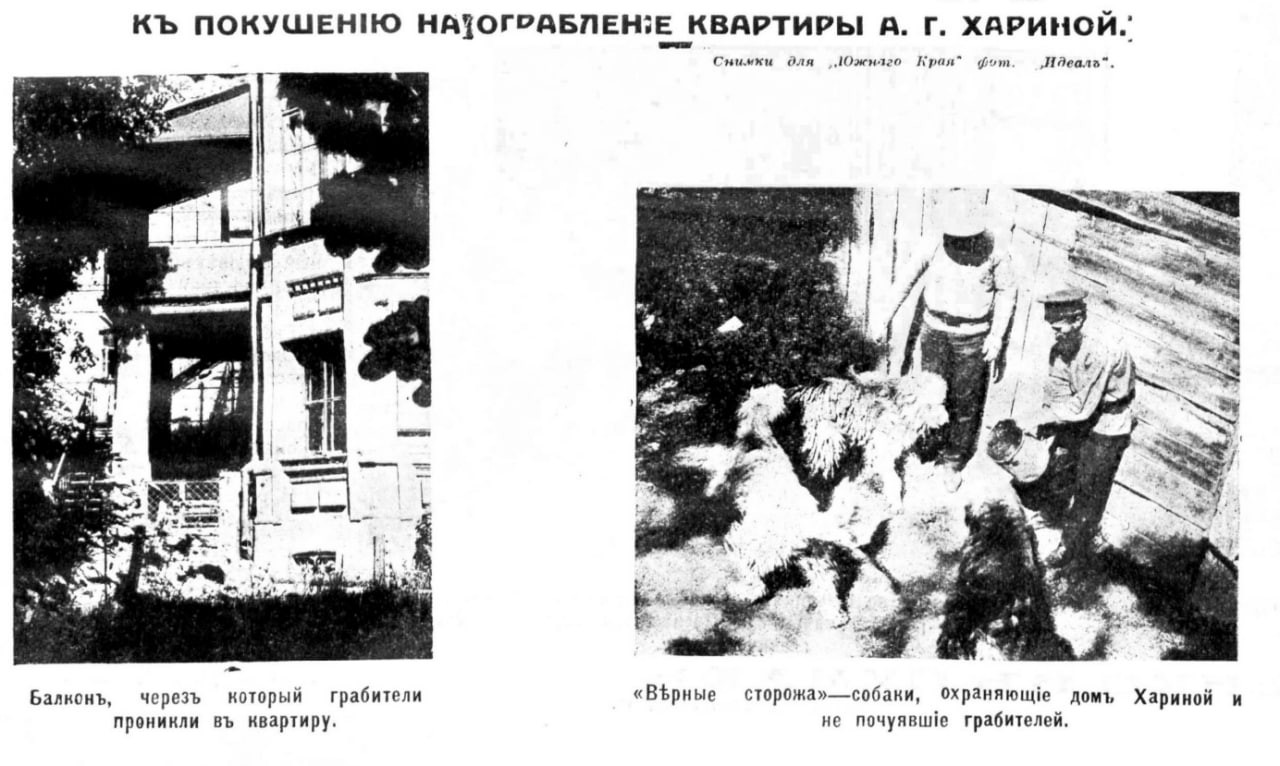 КЪ ПОКУШЕНІЮ НА ОГРАБЛЕНІЕ КВАРТИРЫ А. Г. ХАРИНОЙ.
Снимки для „Южнаго Края" фот. „Идеалъ".
Балконъ, черезъ который грабители
проникли въ квартиру.
«Вѣрные сторожа»—собаки, охраняющіе домъ Хариной и
не почуявшіе грабителей.